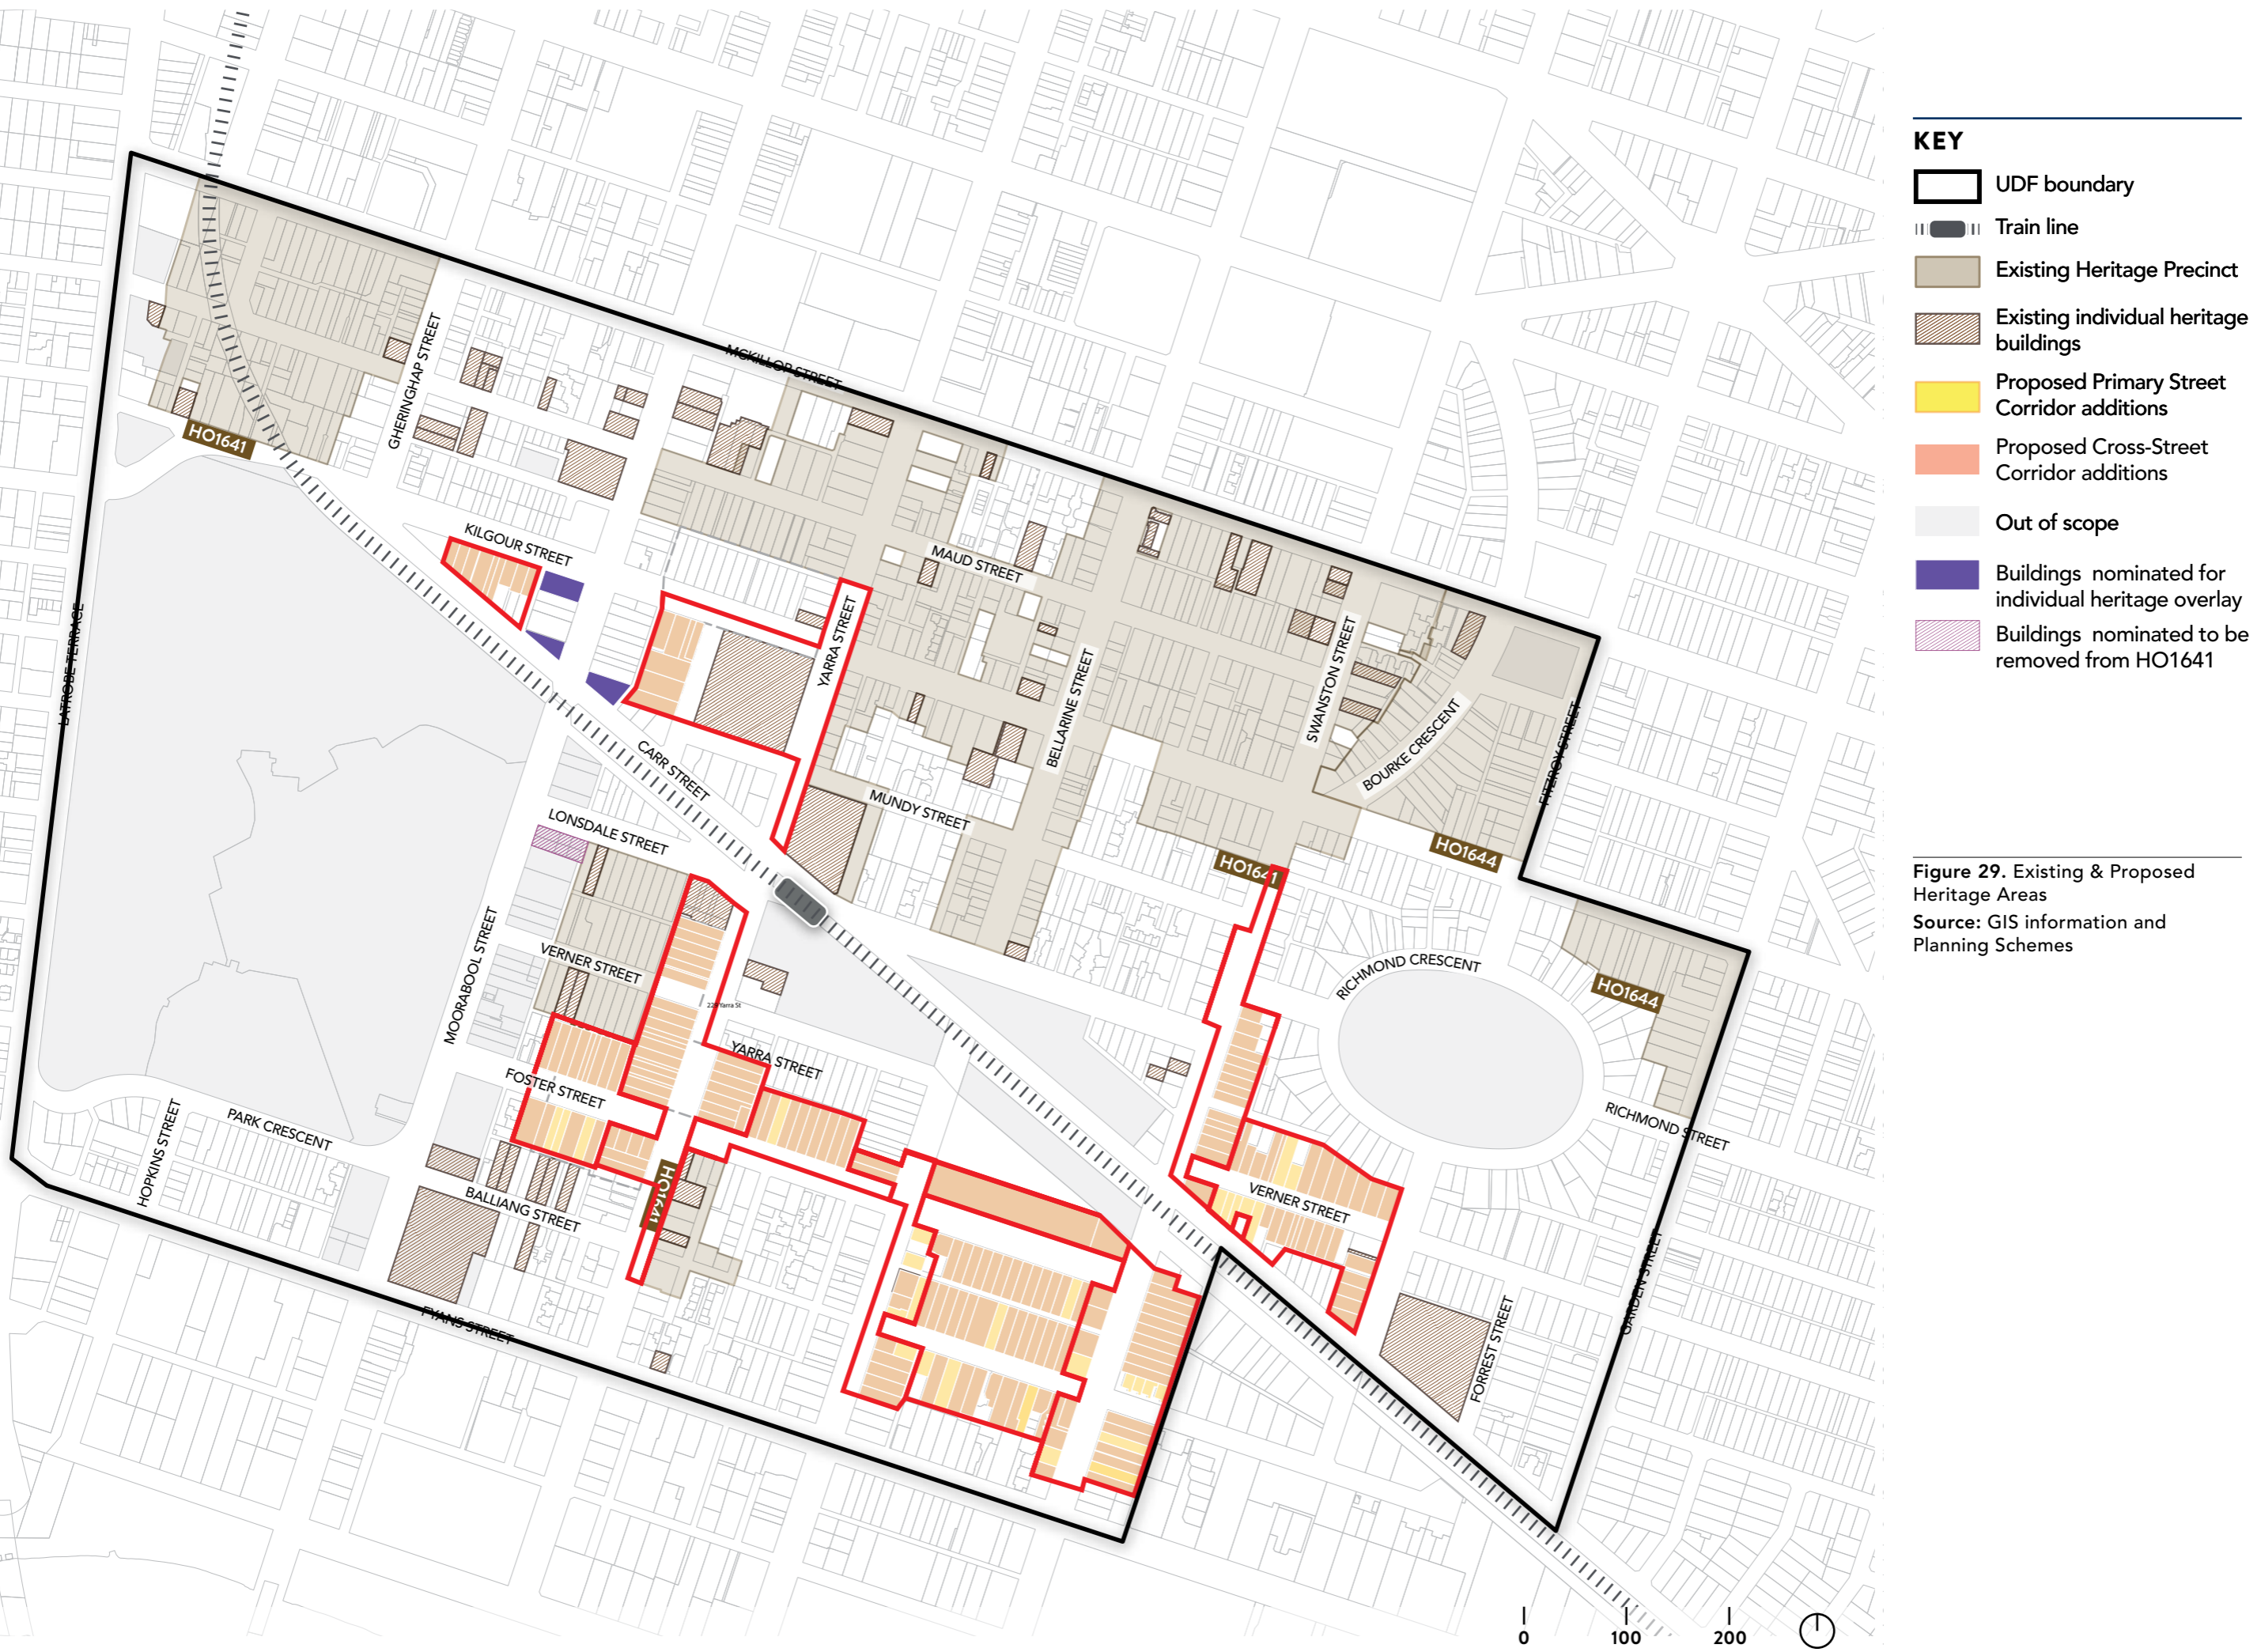 MCKILLOP STREET
GHERINGHAP STREET
HO1641
KILGOUR STREET
MAUD STREET
YARRA STREET
LATROBE TERRACE
BELLARINE STREET
SWANSTON STREET
BOURKE CRESCENT
FITZROY STREET
CARR STREET
MUNDY STREET
LONSDALE STREET
HO1641
HO1644
MOORABOOL STREET
VERNER STREET
RICHMOND CRESCENT
HO1644
229 Yarra St
YARRA STREET
FOSTER STREET
HOPKINS STREET
PARK CRESCENT
RICHMOND STREET
HO1641
BALLIANG STREET
VERNER STREET
GARDEN STREET
FYANS STREET
FORREST STREET
0
100
200
KEY
UDF boundary
Train line
Existing Heritage Precinct
Existing individual heritage
buildings
Proposed Primary Street
Corridor additions
Proposed Cross-Street
Corridor additions
Out of scope
Buildings nominated for
individual heritage overlay
Buildings nominated to be
removed from HO1641
Figure 29. Existing & Proposed
Heritage Areas
Source: GIS information and
Planning Schemes